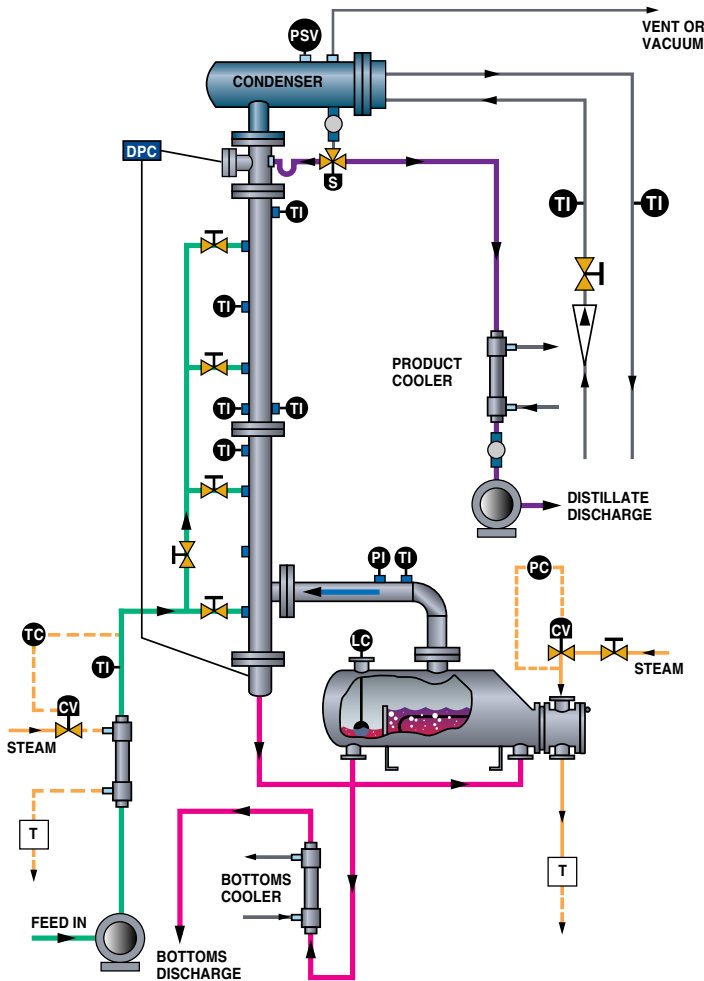 PSV
VENT OR
VACUUM
CONDENSER
DPC
S
TI
TI
TI
TI
TI
TI
TI
PRODUCT
COOLER
DISTILLATE
DISCHARGE
PI
TI
PC
TC
LC
CV
STEAM
TI
CV
STEAM
T
T
BOTTOMS
COOLER
FEED IN
BOTTOMS
DISCHARGE